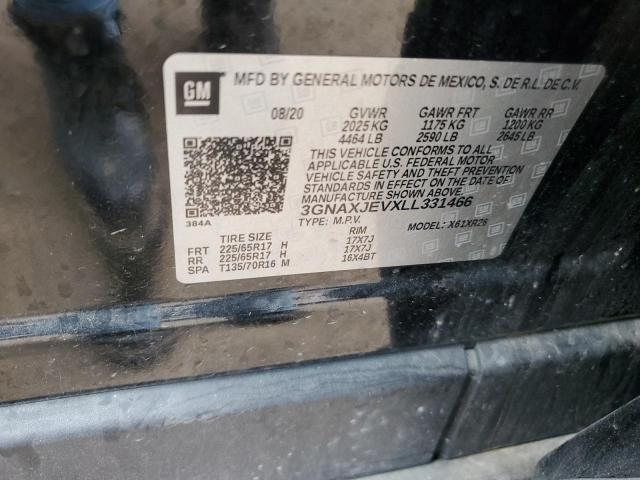 GM
MFD BY GENERAL MOTORS DE MEXICO, S. DE R.L. DE C.V.
08/20 GVWR GAWR FRT GAWR RR
2025 KG 1175 KG 1200 KG
4464 LB 2590 LB 2645 LB
THIS VEHICLE CONFORMS TO ALL
APPLICABLE U.S. FEDERAL MOTOR
VEHICLE SAFETY AND THEFT PREVENTION
STANDARDS IN EFFECT ON THE DATE OF
MANUFACTURE SHOWN ABOVE.
3GNAXJEVXLL331466
384A TYPE: M.P.V. MODEL: X61XR26
TIRE SIZE RIM
FRT 225/65R17 H 17X7J
RR 225/65R17 H 17X7J
SPA T135/70R16 M 16X4BT